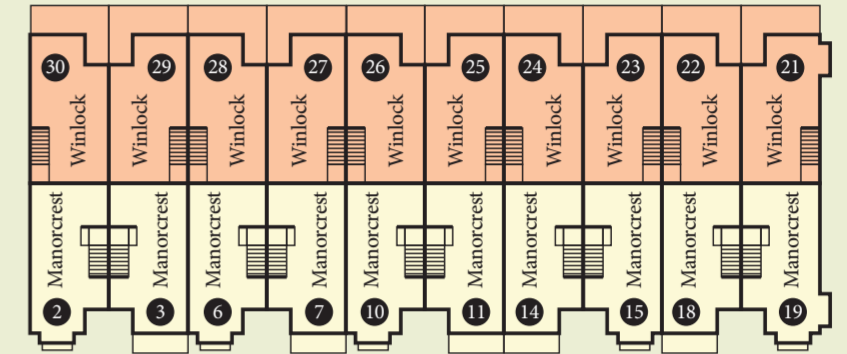 30 29 28 27 26 25 24 23 22 21
Winlock Winlock Winlock Winlock Winlock Winlock Winlock Winlock Winlock Winlock
Manorcrest Manorcrest Manorcrest Manorcrest Manorcrest Manorcrest Manorcrest Manorcrest Manorcrest Manorcrest
2 3 6 7 10 11 14 15 18 19